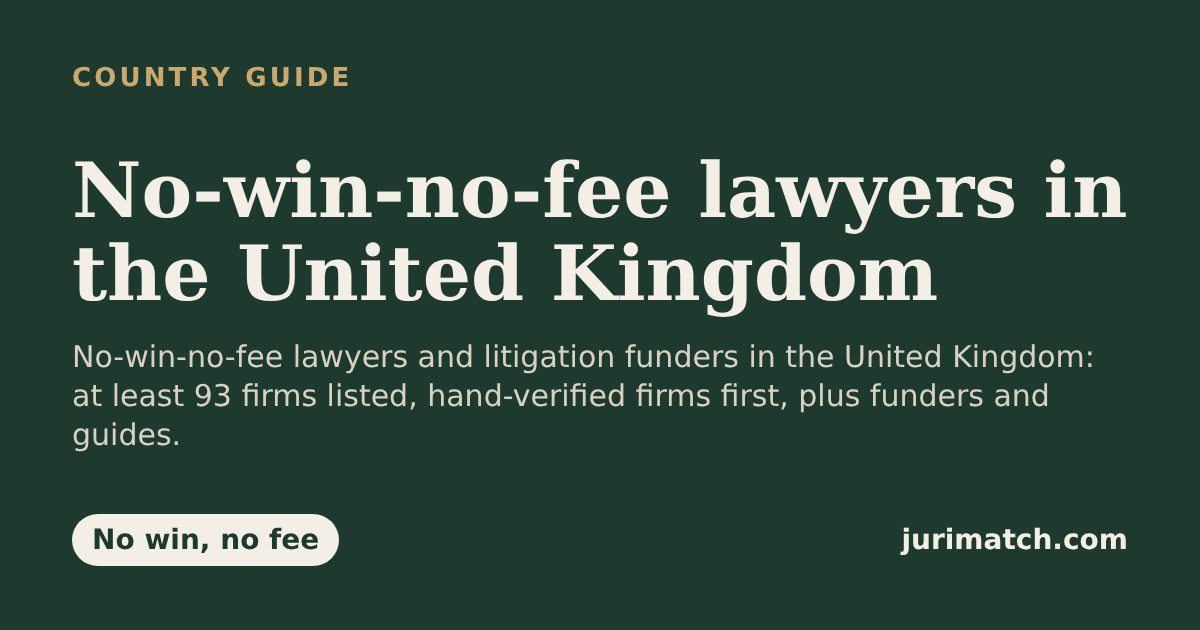 COUNTRY GUIDE
No-win-no-fee lawyers in
the United Kingdom
No-win-no-fee lawyers and litigation funders in the United Kingdom:
at least 93 firms listed, hand-verified firms first, plus funders and
guides.
No win, no fee
jurimatch.com